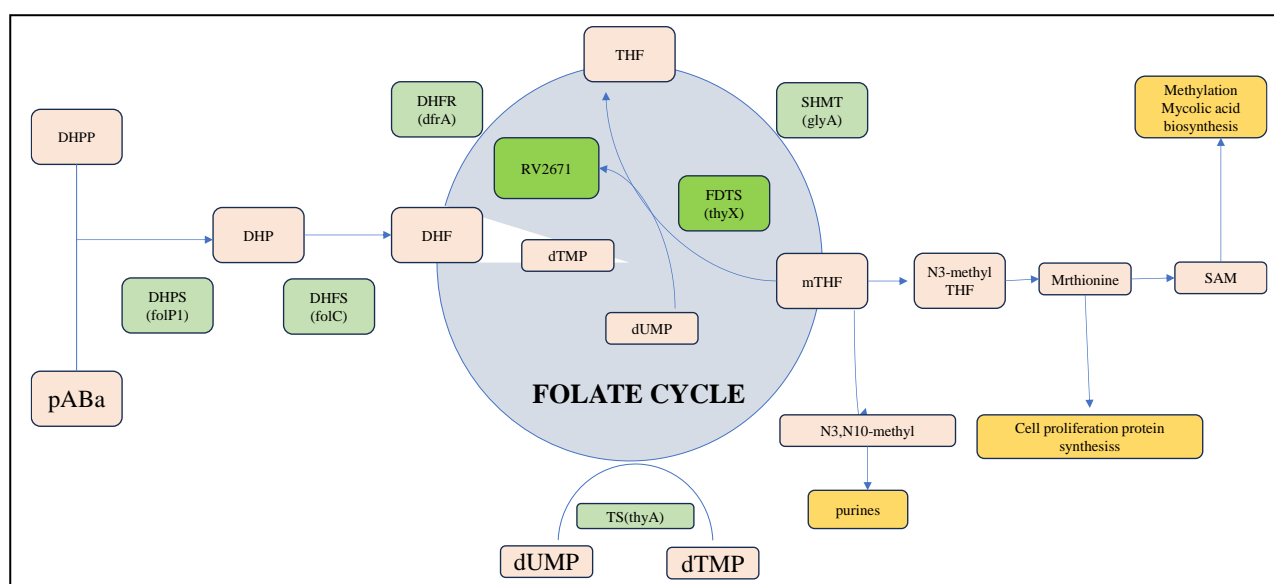 THF
DHPP
DHFR
(dfrA)
SHMT
(glyA)
Methylation
Mycolic acid
biosynthesis
RV2671
FDTS
(thyX)
DHP
DHF
dTMP
DHPS
(folP1)
DHFS
(folC)
mTHF
N3-methyl
THF
Mrthionine
SAM
dUMP
pABa
FOLATE CYCLE
N3,N10-methyl
Cell proliferation protein
synthesiss
purines
TS(thyA)
dUMP
dTMP